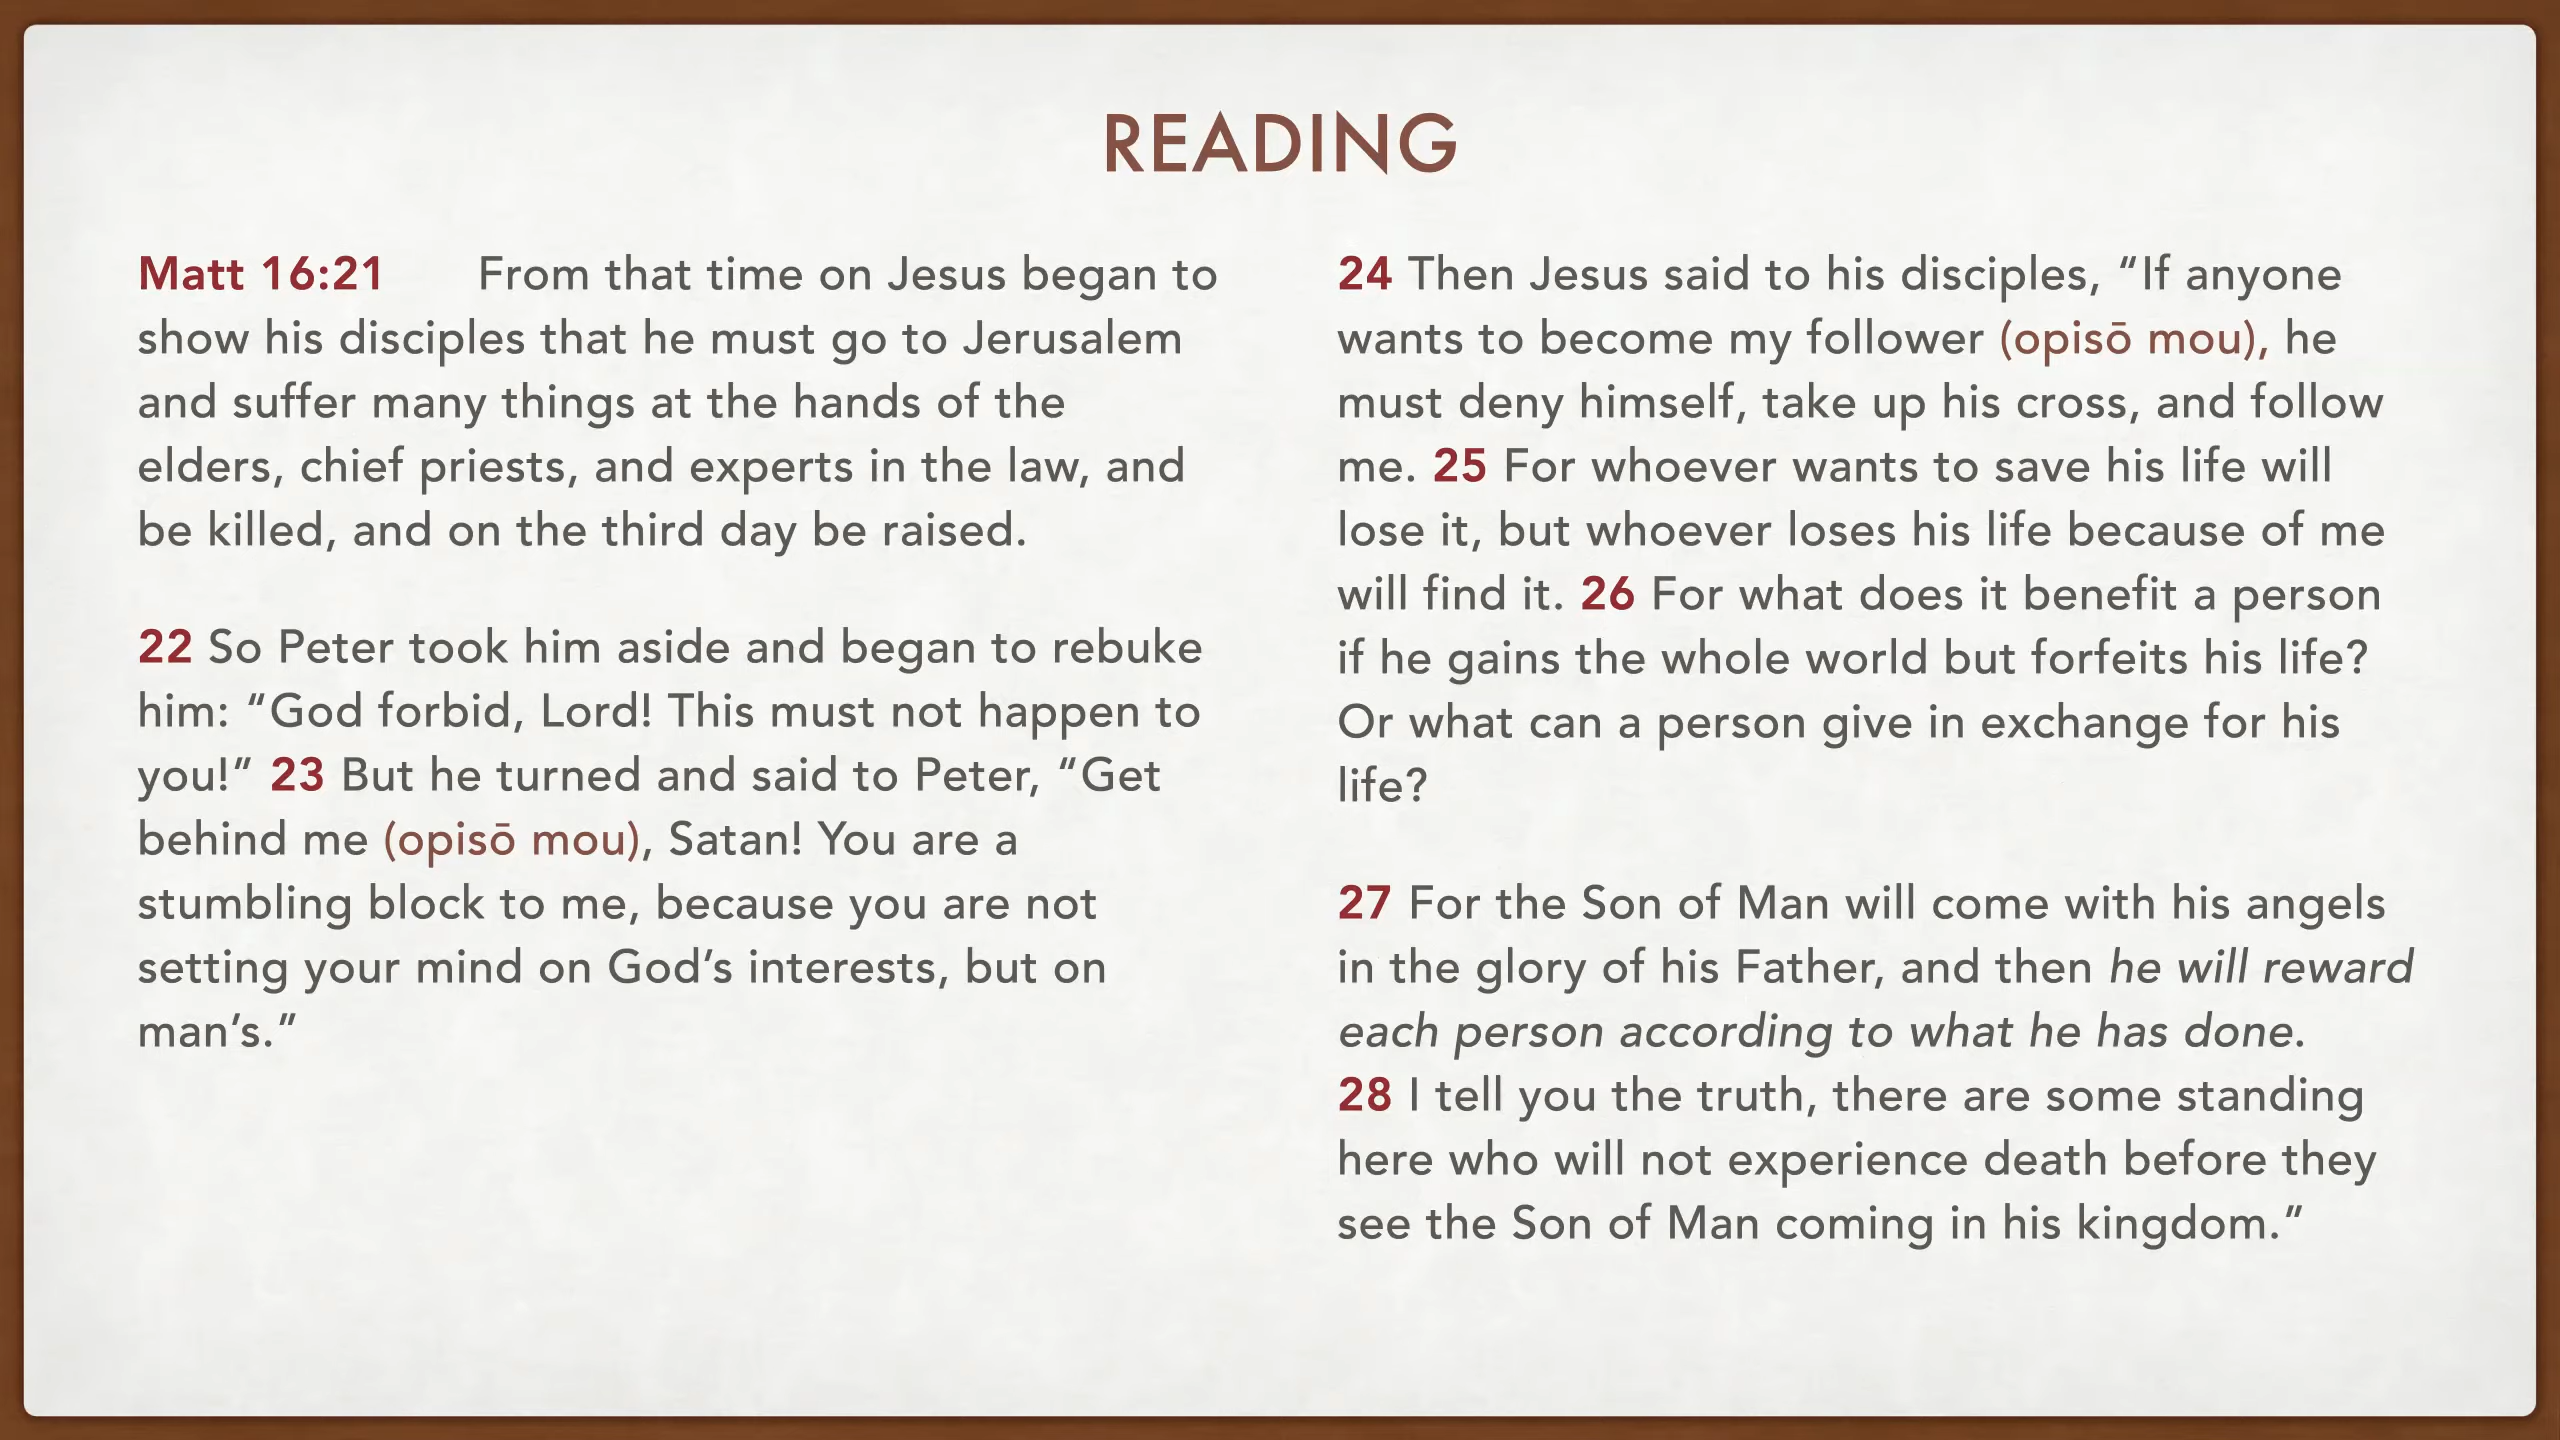 READING
Matt 16:21 From that time on Jesus began to
show his disciples that he must go to Jerusalem
and suffer many things at the hands of the
elders, chief priests, and experts in the law, and
be killed, and on the third day be raised.
22 So Peter took him aside and began to rebuke
him: “God forbid, Lord! This must not happen to
you!” 23 But he turned and said to Peter, “Get
behind me (opisō mou), Satan! You are a
stumbling block to me, because you are not
setting your mind on God’s interests, but on
man’s.”
24 Then Jesus said to his disciples, “If anyone
wants to become my follower (opisō mou), he
must deny himself, take up his cross, and follow
me. 25 For whoever wants to save his life will
lose it, but whoever loses his life because of me
will find it. 26 For what does it benefit a person
if he gains the whole world but forfeits his life?
Or what can a person give in exchange for his
life?
27 For the Son of Man will come with his angels
in the glory of his Father, and then he will reward
each person according to what he has done.
28 I tell you the truth, there are some standing
here who will not experience death before they
see the Son of Man coming in his kingdom.”